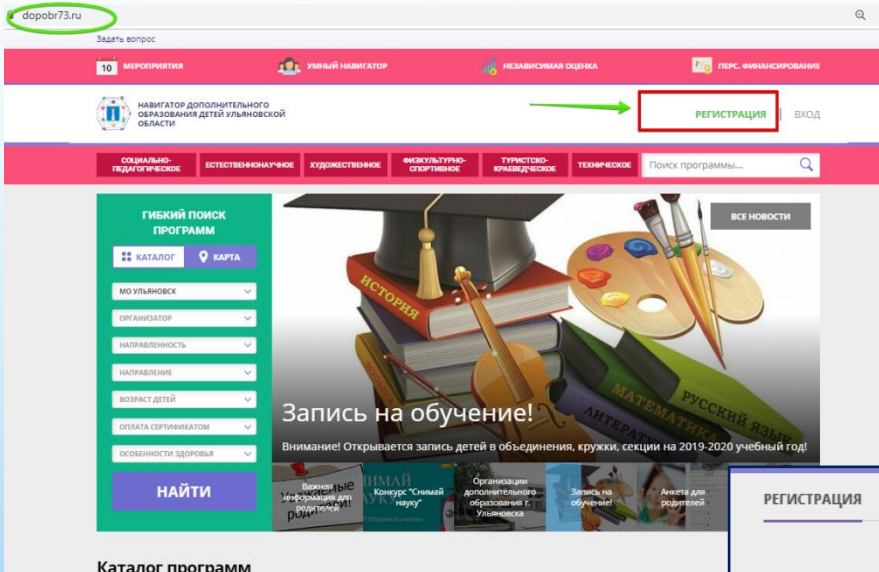 dopobr73.ru
Задать вопрос
10 МЕРОПРИЯТИЯ
УМНЫЙ НАВИГАТОР
НЕЗАВИСИМАЯ ОЦЕНКА
ПЕРС. ФИНАНСИРОВАНИЕ
НАВИГАТОР ДОПОЛНИТЕЛЬНОГО
ОБРАЗОВАНИЯ ДЕТЕЙ УЛЬЯНОВСКОЙ
ОБЛАСТИ
РЕГИСТРАЦИЯ | ВХОД
СОЦИАЛЬНО-
ПЕДАГОГИЧЕСКОЕ
ЕСТЕСТВЕННОНАУЧНОЕ
ХУДОЖЕСТВЕННОЕ
ФИЗКУЛЬТУРНО-
СПОРТИВНОЕ
ТУРИСТСКО-
КРАЕВЕДЧЕСКОЕ
ТЕХНИЧЕСКОЕ
Поиск программы...
ГИБКИЙ ПОИСК
ПРОГРАММ
КАТАЛОГ
КАРТА
МО УЛЬЯНОВСК
ОРГАНИЗАТОР
НАПРАВЛЕННОСТЬ
НАПРАВЛЕНИЕ
ВОЗРАСТ ДЕТЕЙ
ОПЛАТА СЕРТИФИКАТОМ
ОСОБЕННОСТИ ЗДОРОВЬЯ
НАЙТИ
ВСЕ НОВОСТИ
ИСТОРИЯ
МАТЕМАТИКА
РУССКИЙ ЯЗЫК
Запись на обучение!
Внимание! Открывается запись детей в объединения, кружки, секции на 2019-2020 учебный год!
Важная
информация для
родителей
Конкурс "Снимай
науку"
Организации
дополнительного
образования г.
Ульяновска
Запись на
обучение!
Анкета для
родителей
РЕГИСТРАЦИЯ
Каталог программ